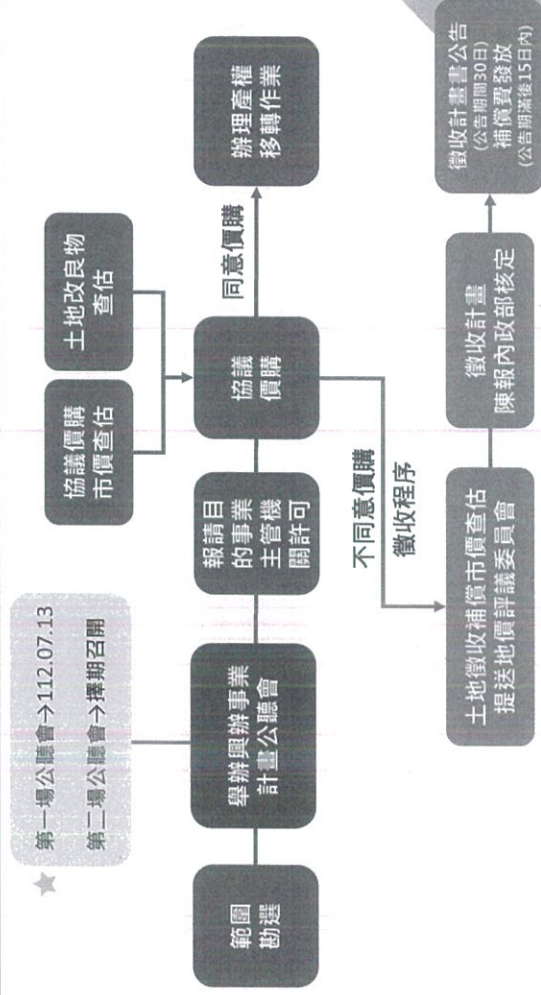 第一場公聽會→112.07.13
第二場公聽會→擇期召開
範圍
勘選
舉辦興辦事業
計畫公聽會
報請目
的事業
主管機
關許可
協議價購
市價查估
土地改良物
查估
協議
價購
同意價購
辦理產權
移轉作業
不同意價購
徵收程序
土地徵收補償市價查估
提送地價評議委員會
徵收計畫
陳報內政部核定
徵收計畫書公告
(公告期間30日)
補償費發放
(公告期滿後15日內)